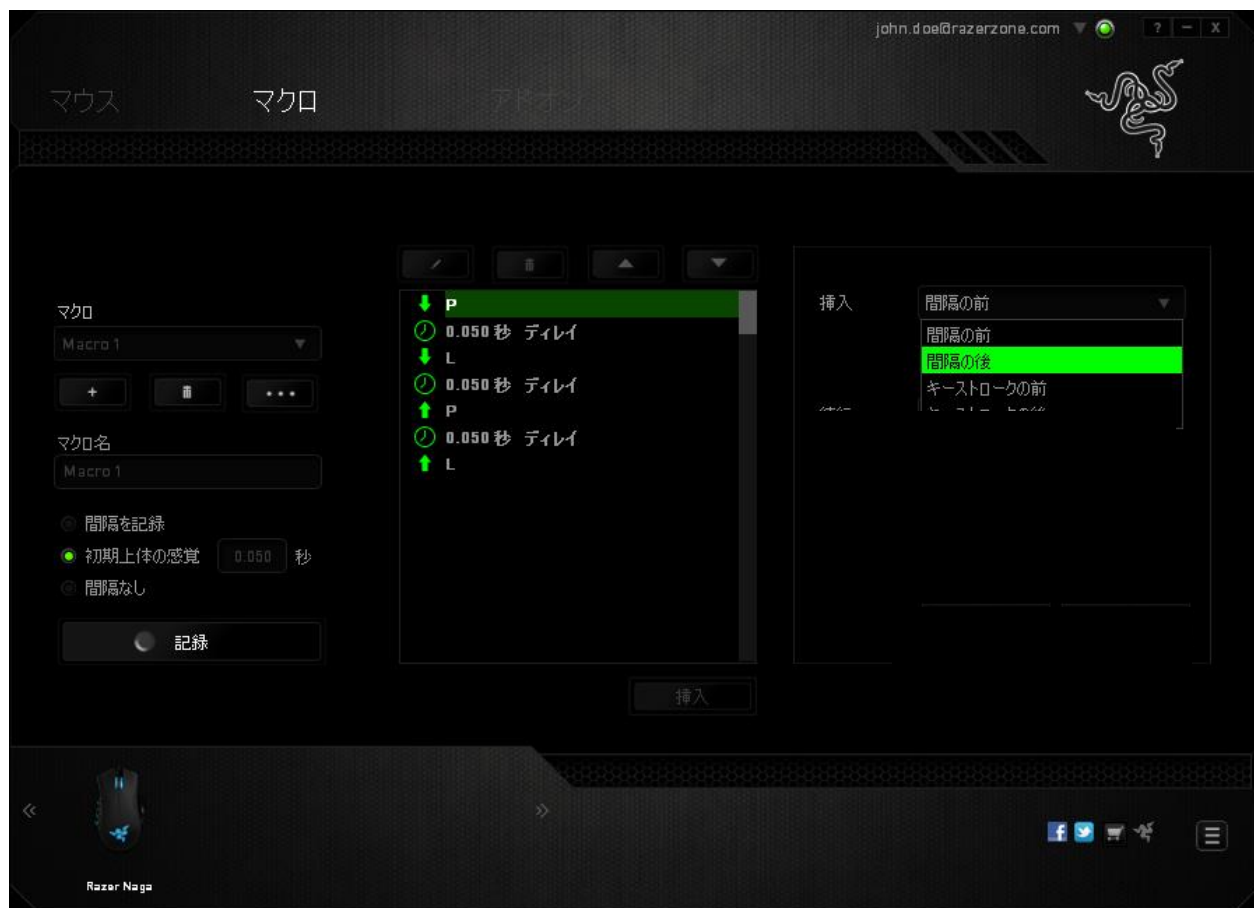 john.doe@razerzone.com
? – X
マウス
マクロ
アドオン
マクロ
Macro 1
マクロ名
Macro 1
間隔を記録
初期上体の感覚 0.050 秒
間隔なし
記録
P
0.050 秒 ディレイ
L
0.050 秒 ディレイ
P
0.050 秒 ディレイ
L
挿入
挿入
間隔の前
間隔の前
間隔の後
キーストロークの前
Razer Naga